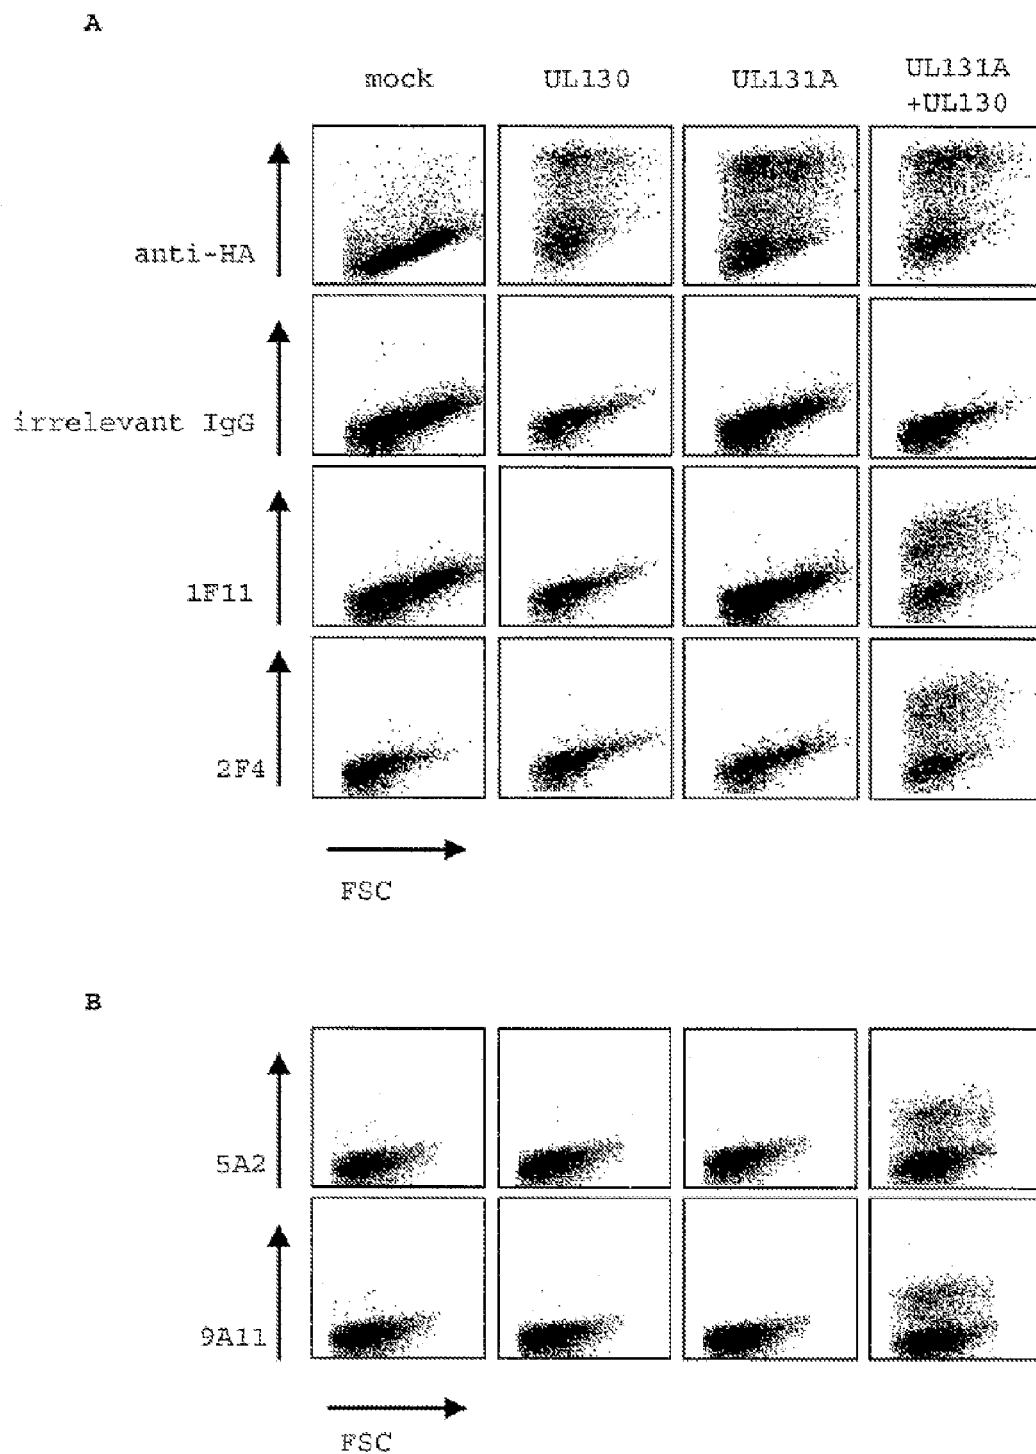 A
mock UL130 UL131A UL131A
+UL130
anti-HA
irrelevant IgG
1F11
2F4
FSC
B
5A2
9A11
FSC